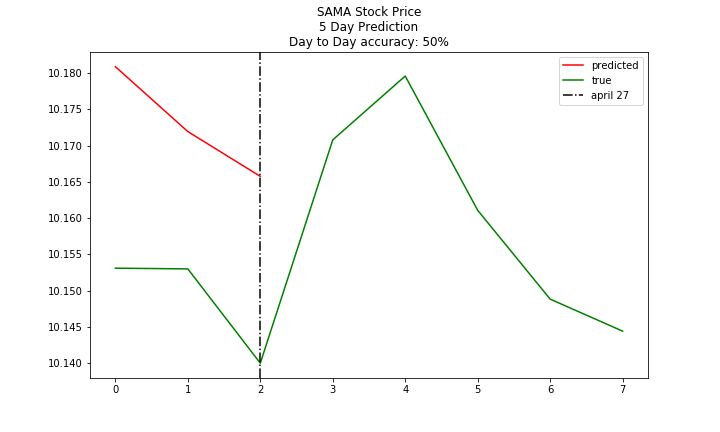 SAMA Stock Price
5 Day Prediction
Day to Day accuracy: 50%
predicted
true
april 27
10.180
10.175
10.170
10.165
10.160
10.155
10.150
10.145
10.140
0 1 2 3 4 5 6 7